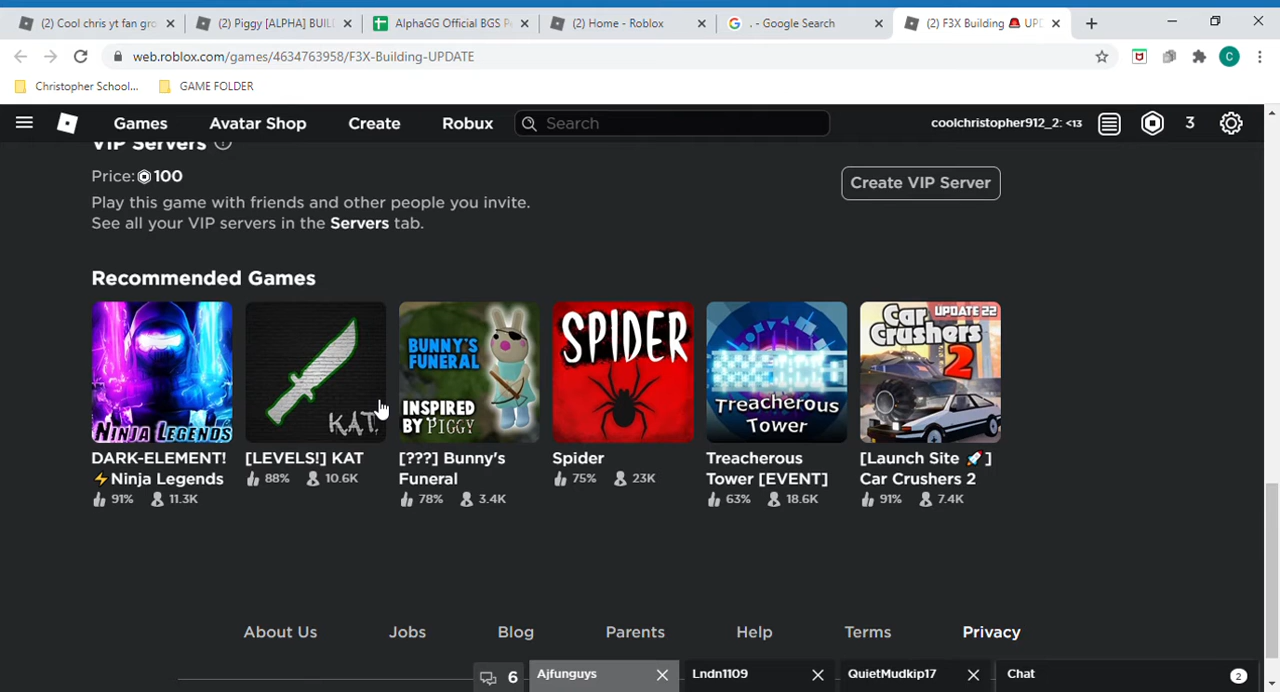 (2) Cool chris yt fan gro
(2) Piggy [ALPHA] BUIL
AlphaGG Official BGS P
(2) Home - Roblox
. - Google Search
(2) F3X Building 🚨 UPD
web.roblox.com/games/4634763958/F3X-Building-UPDATE
C
Christopher School...
GAME FOLDER
Games
Avatar Shop
Create
Robux
Search
coolchristopher912_2: <13
3
VIP Servers
Price: 100
Create VIP Server
Play this game with friends and other people you invite.
See all your VIP servers in the Servers tab.
Recommended Games
NINJA LEGENDS
KAT
BUNNY'S
FUNERAL
INSPIRED
BY PIGGY
SPIDER
Treacherous
Tower
UPDATE 22
Car
Crushers
2
DARK-ELEMENT!
⚡Ninja Legends
91% 11.3K
[LEVELS!] KAT
88% 10.6K
[???] Bunny's
Funeral
78% 3.4K
Spider
75% 23K
Treacherous
Tower [EVENT]
63% 18.6K
[Launch Site 🚀]
Car Crushers 2
91% 7.4K
About Us
Jobs
Blog
Parents
Help
Terms
Privacy
6
Ajfunguys
Lndn1109
QuietMudkip17
Chat
2